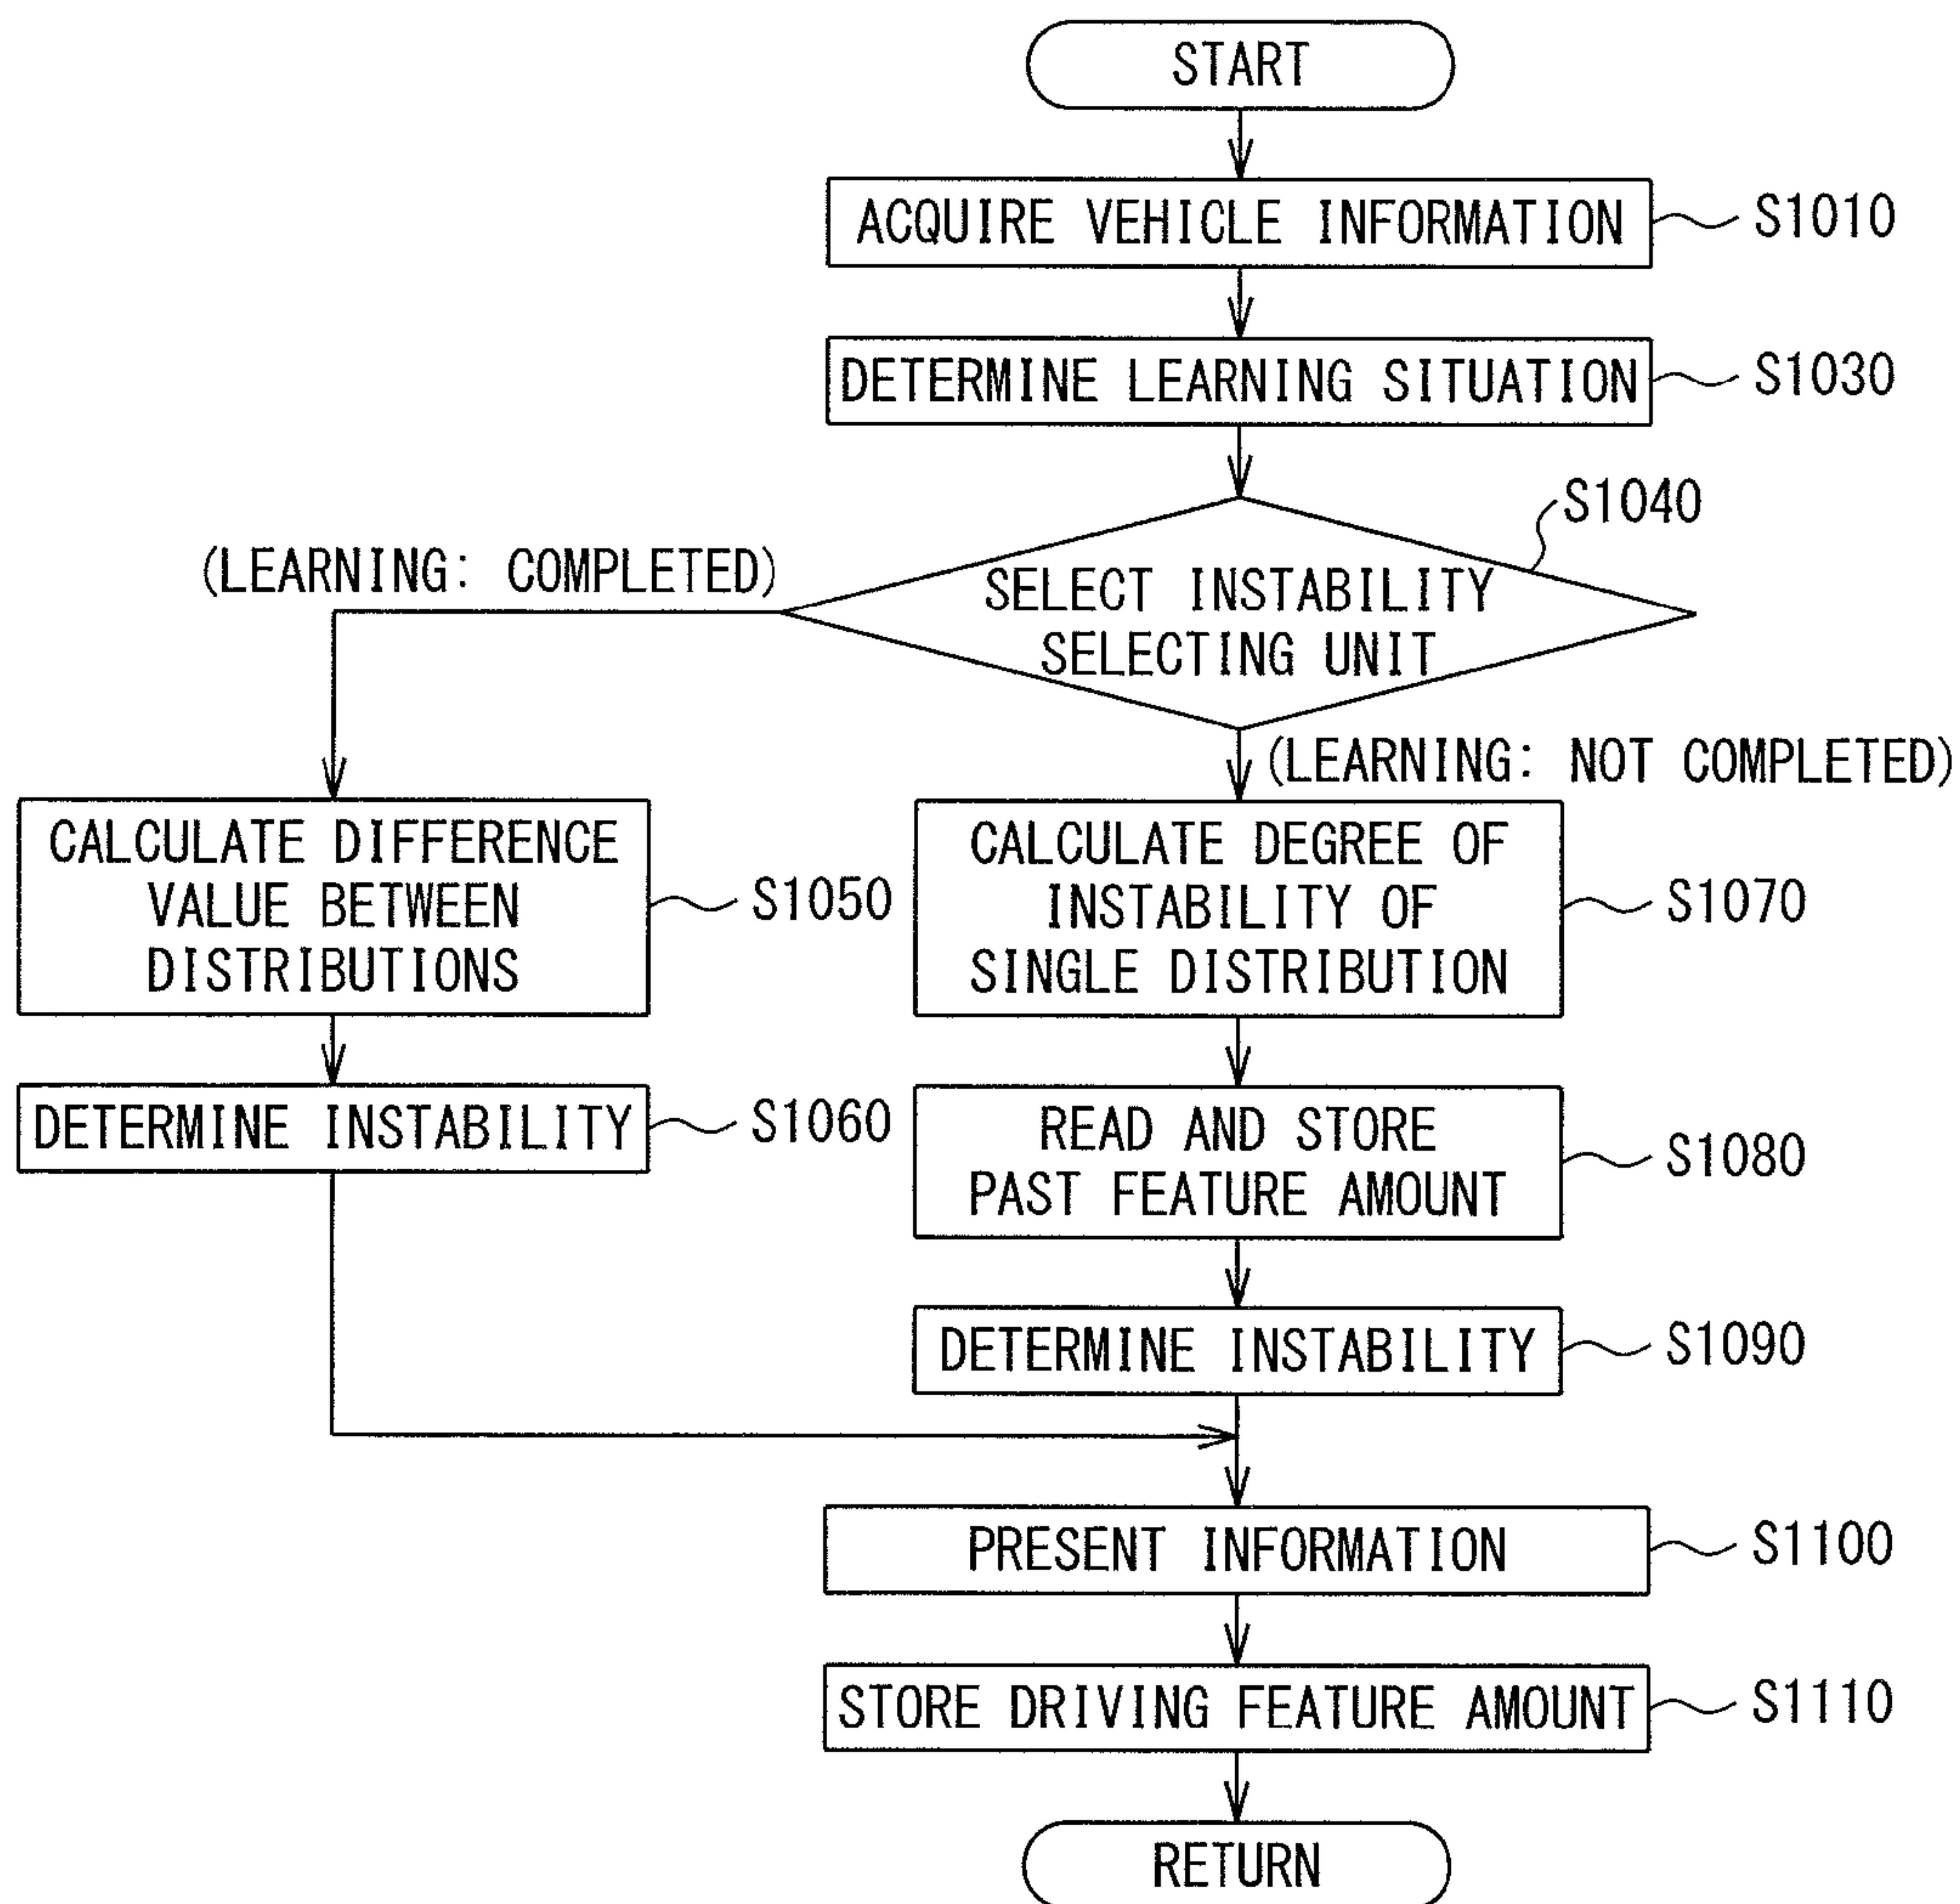 START
ACQUIRE VEHICLE INFORMATION
S1010
DETERMINE LEARNING SITUATION
S1030
S1040
(LEARNING: COMPLETED)
SELECT INSTABILITY
SELECTING UNIT
(LEARNING: NOT COMPLETED)
CALCULATE DIFFERENCE
VALUE BETWEEN
DISTRIBUTIONS
S1050
CALCULATE DEGREE OF
INSTABILITY OF
SINGLE DISTRIBUTION
S1070
DETERMINE INSTABILITY
S1060
READ AND STORE
PAST FEATURE AMOUNT
S1080
DETERMINE INSTABILITY
S1090
PRESENT INFORMATION
S1100
STORE DRIVING FEATURE AMOUNT
S1110
RETURN